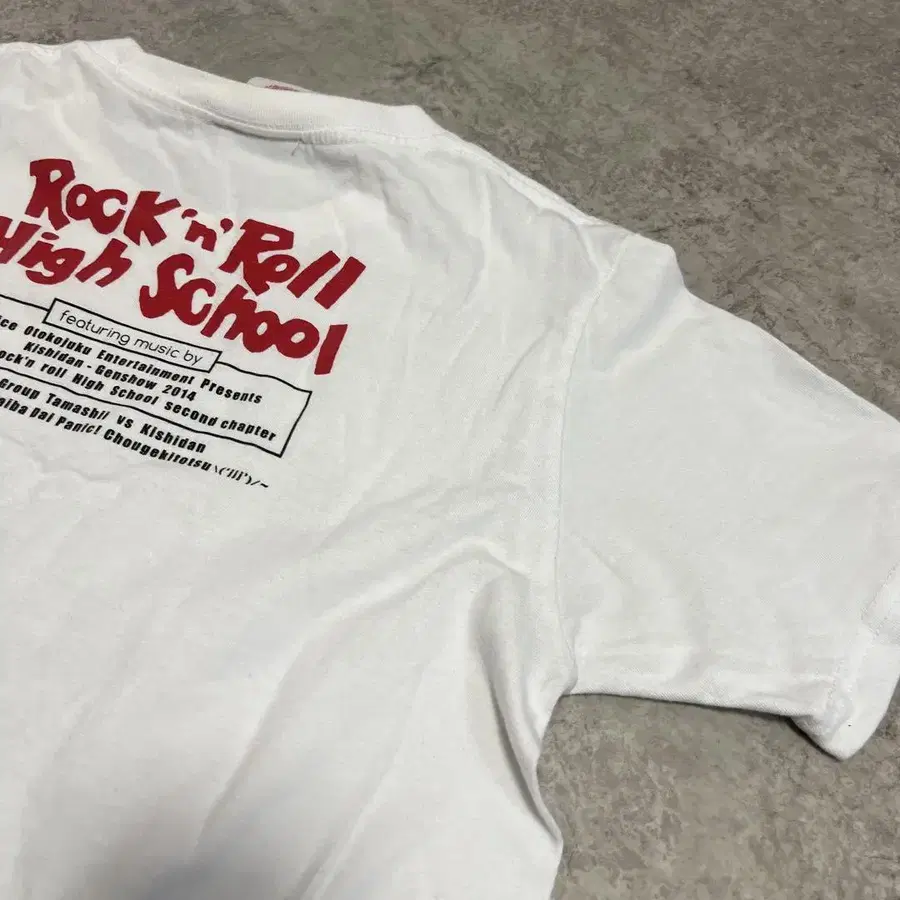 Rock 'n' Roll
High School
featuring music by
Otokojuku Entertainment Presents
Kishidan - Genshow 2014
Rock'n roll High School Second chapter
Group Tamashii vs Kishidan
Dai Panic! Chougekitotsu